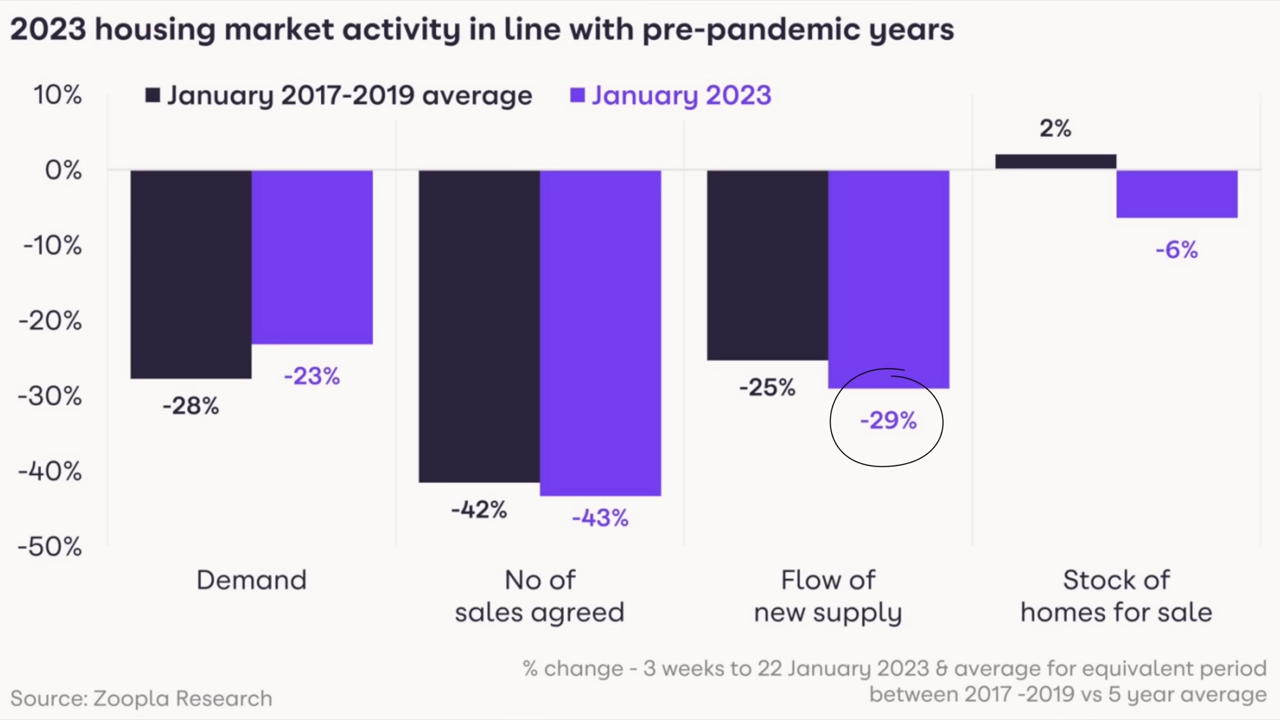 2023 housing market activity in line with pre-pandemic years
January 2017-2019 average
January 2023
10%
0%
-10%
-20%
-30%
-40%
-50%
-28%
-23%
-42%
-43%
-25%
-29%
2%
-6%
Demand
No of
sales agreed
Flow of
new supply
Stock of
homes for sale
% change - 3 weeks to 22 January 2023 & average for equivalent period
between 2017 -2019 vs 5 year average
Source: Zoopla Research